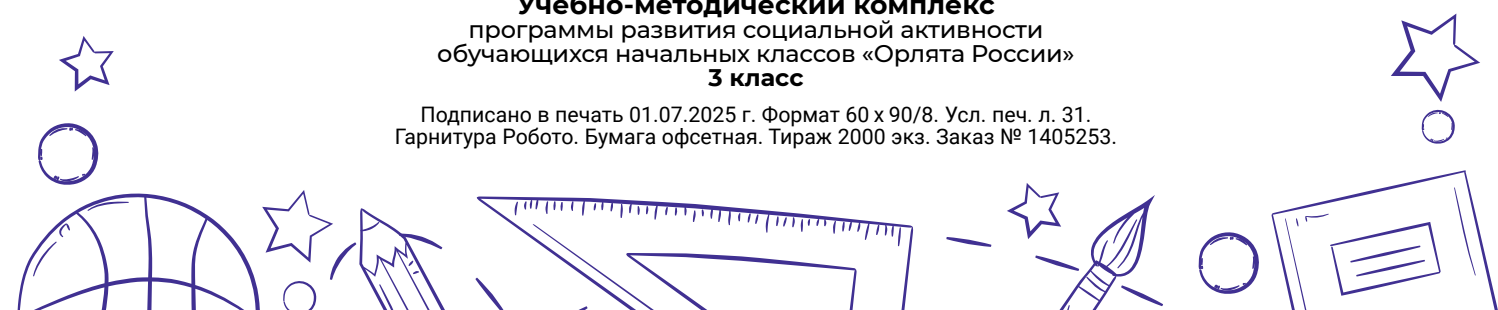 Учебно-методический комплекс
программы развития социальной активности
обучающихся начальных классов «Орлята России»
3 класс
Подписано в печать 01.07.2025 г. Формат 60 x 90/8. Усл. печ. л. 31.
Гарнитура Робото. Бумага офсетная. Тираж 2000 экз. Заказ № 1405253.